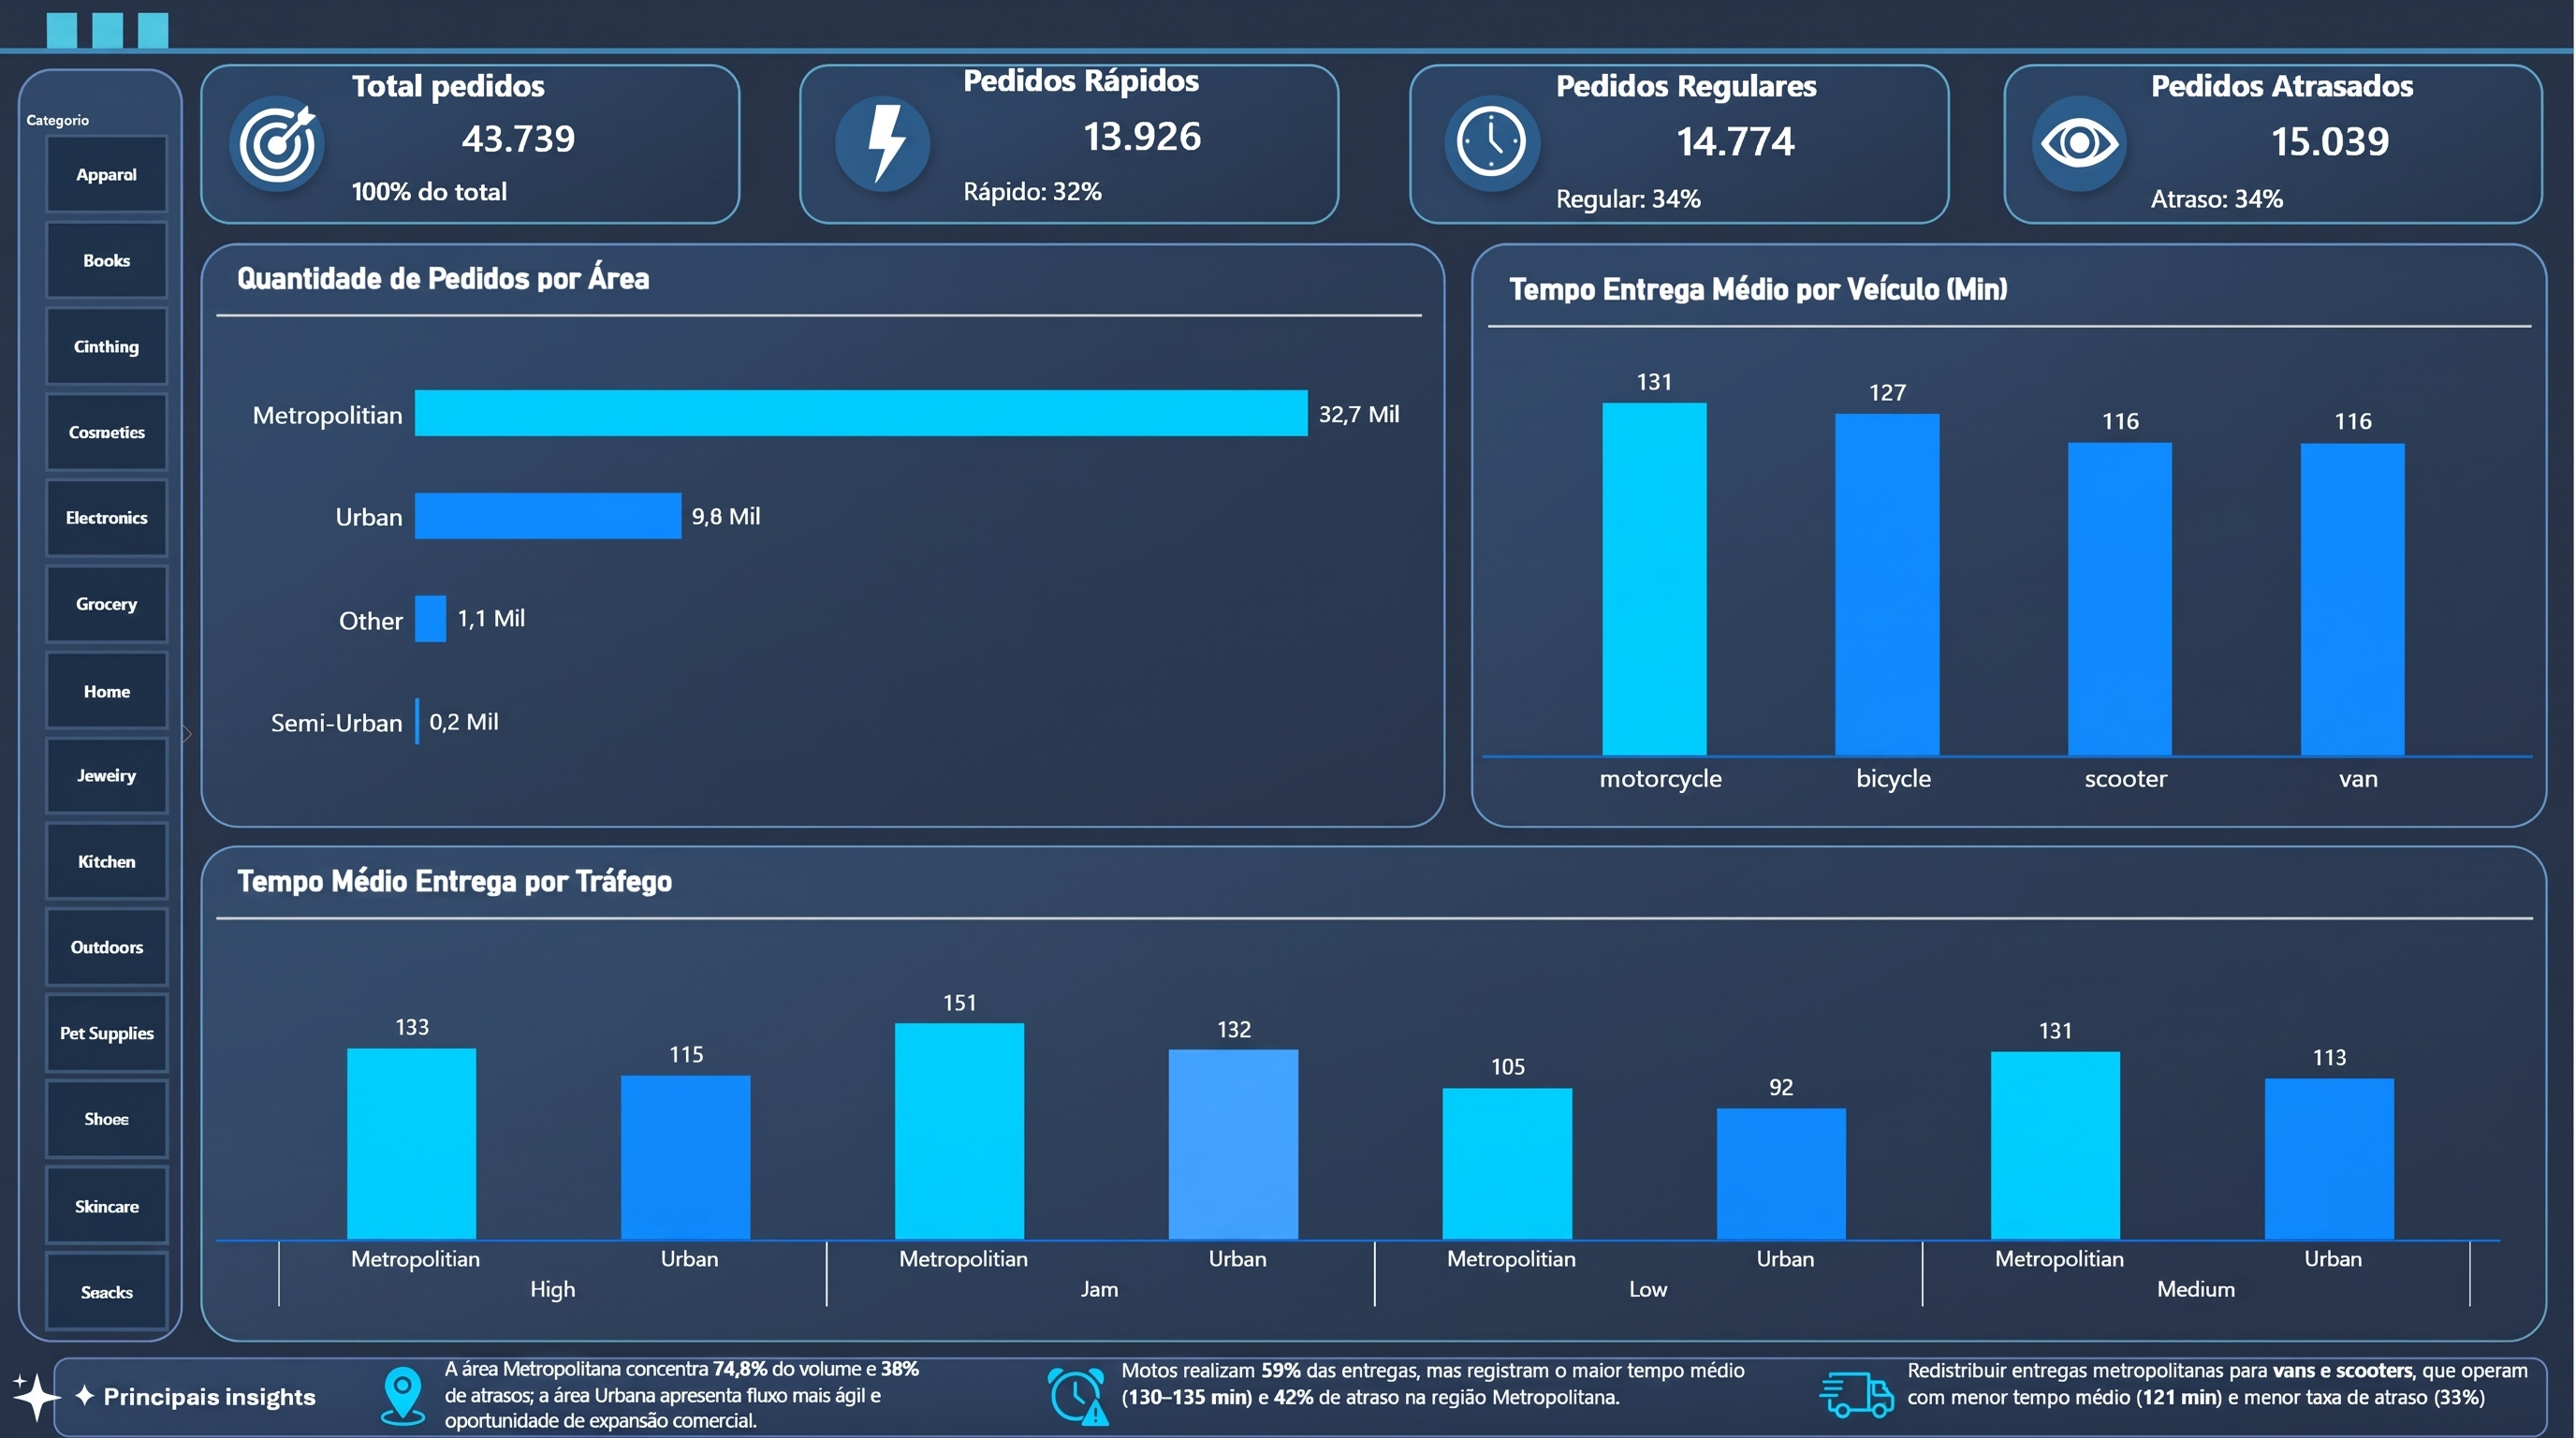 Total pedidos
43.739
100% do total
Pedidos Rápidos
13.926
Rápido: 32%
Pedidos Regulares
14.774
Regular: 34%
Pedidos Atrasados
15.039
Atraso: 34%
Categorio
Apparol
Books
Cinthing
Cosmeties
Electronics
Grocery
Home
Jeweiry
Kitchen
Outdoors
Pet Supplies
Shoee
Skincare
Seacks
Quantidade de Pedidos por Área
Metropolitian
32,7 Mil
Urban
9,8 Mil
Other
1,1 Mil
Semi-Urban
0,2 Mil
Tempo Entrega Médio por Veículo (Min)
131
127
116
116
motorcycle
bicycle
scooter
van
Tempo Médio Entrega por Tráfego
133
115
151
132
105
92
131
113
Metropolitian
Urban
Metropolitian
Urban
Metropolitian
Urban
Metropolitian
Urban
High
Jam
Low
Medium
Principais insights
A área Metropolitana concentra 74,8% do volume e 38%
de atrasos; a área Urbana apresenta fluxo mais ágil e
oportunidade de expansão comercial.
Motos realizam 59% das entregas, mas registram o maior tempo médio
(130–135 min) e 42% de atraso na região Metropolitana.
Redistribuir entregas metropolitanas para vans e scooters, que operam
com menor tempo médio (121 min) e menor taxa de atraso (33%)